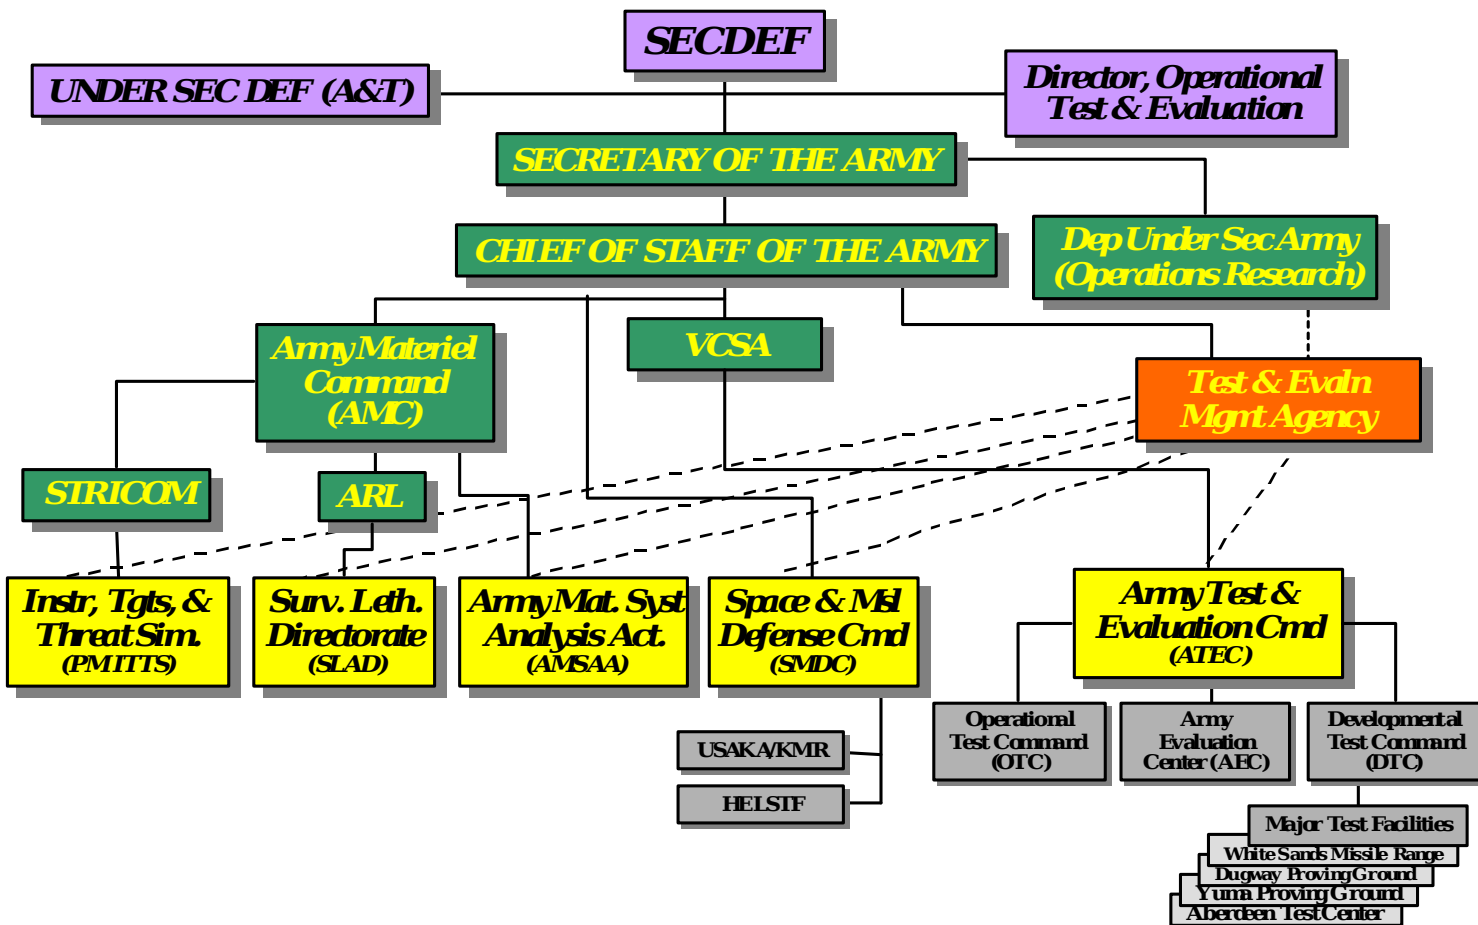 SECDEF
UNDER SEC DEF (A&T)
Director, Operational
Test & Evaluation
SECRETARY OF THE ARMY
CHIEF OF STAFF OF THE ARMY
Dep Under Sec Army
(Operations Research)
Army Materiel
Command
(AMC)
VCSA
Test & Evaln
Mgmt Agency
STRICOM
ARL
Instr, Tgts, &
Threat Sim.
(PM ITTS)
Surv. Leth.
Directorate
(SLAD)
Army Mat. Syst
Analysis Act.
(AMSAA)
Space & Msl
Defense Cmd
(SMDC)
Army Test &
Evaluation Cmd
(ATEC)
Operational
Test Command
(OTC)
Army
Evaluation
Center (AEC)
Developmental
Test Command
(DTC)
USAKA/KMR
HELSTF
Major Test Facilities
White Sands Missile Range
Dugway Proving Ground
Yuma Proving Ground
Aberdeen Test Center